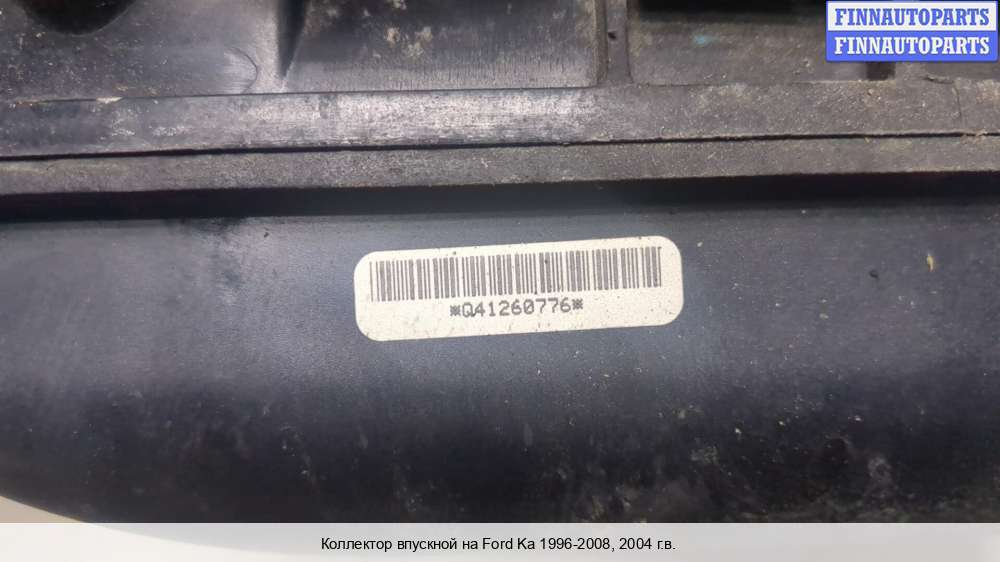 FINNAUTOPARTS
FINNAUTOPARTS
*Q41260776*
Коллектор впускной на Ford Ka 1996-2008, 2004 г.в.